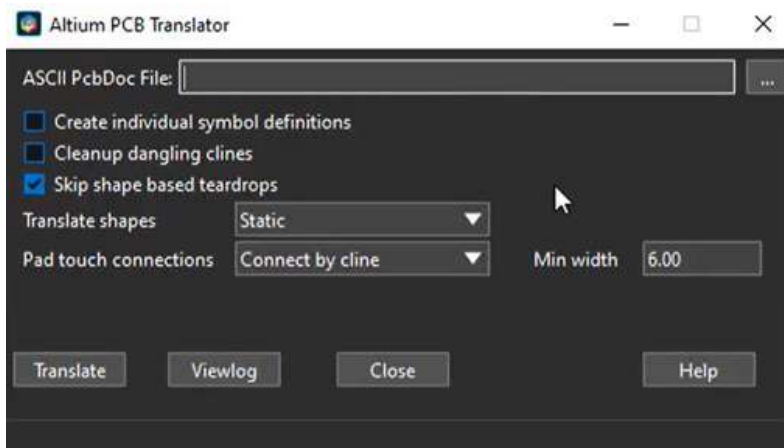 Altium PCB Translator
ASCII PcbDoc File: ...
Create individual symbol definitions
Cleanup dangling clines
Skip shape based teardrops
Translate shapes Static
Pad touch connections Connect by cline Min width 6.00
Translate Viewlog Close Help